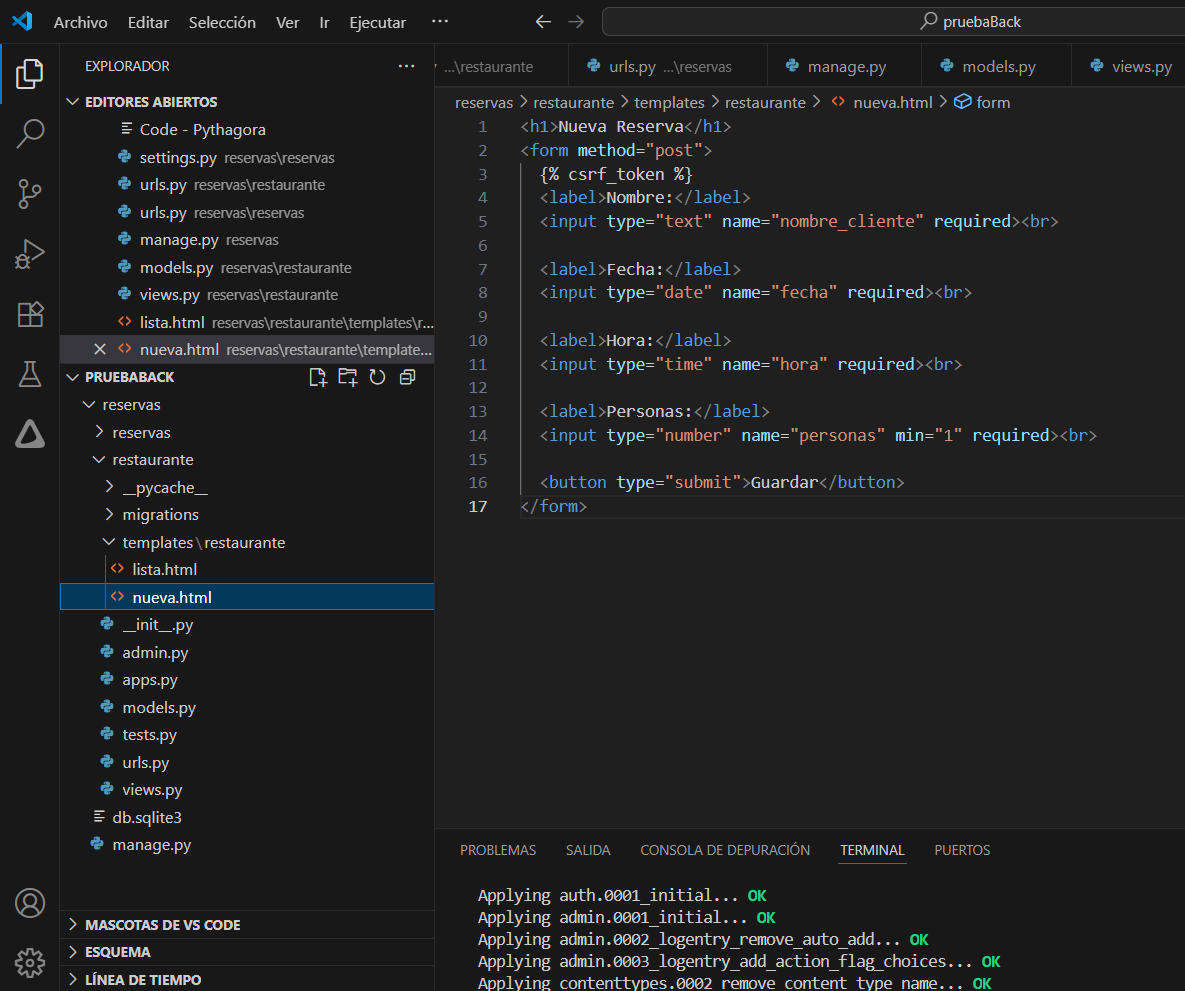 Archivo Editar Selección Ver Ir Ejecutar ··· pruebaBack
EXPLORADOR ···
EDITORES ABIERTOS
Code - Pythagora
settings.py reservas\reservas
urls.py reservas\restaurante
urls.py reservas\reservas
manage.py reservas
models.py reservas\restaurante
views.py reservas\restaurante
lista.html reservas\restaurante\templates\r...
nueva.html reservas\restaurante\template...
PRUEBABACK
reservas
reservas
restaurante
__pycache__
migrations
templates\restaurante
lista.html
nueva.html
__init__.py
admin.py
apps.py
models.py
tests.py
urls.py
views.py
db.sqlite3
manage.py
MASCOTAS DE VS CODE
ESQUEMA
LÍNEA DE TIEMPO
...\restaurante urls.py ...\reservas manage.py models.py views.py
reservas > restaurante > templates > restaurante > nueva.html > form
1 <h1>Nueva Reserva</h1>
2 <form method="post">
3 {% csrf_token %}
4 <label>Nombre:</label>
5 <input type="text" name="nombre_cliente" required><br>
6
7 <label>Fecha:</label>
8 <input type="date" name="fecha" required><br>
9
10 <label>Hora:</label>
11 <input type="time" name="hora" required><br>
12
13 <label>Personas:</label>
14 <input type="number" name="personas" min="1" required><br>
15
16 <button type="submit">Guardar</button>
17 </form>
PROBLEMAS SALIDA CONSOLA DE DEPURACIÓN TERMINAL PUERTOS
Applying auth.0001_initial... OK
Applying admin.0001_initial... OK
Applying admin.0002_logentry_remove_auto_add... OK
Applying admin.0003_logentry_add_action_flag_choices... OK
Applying contenttypes.0002_remove_content_type_name... OK